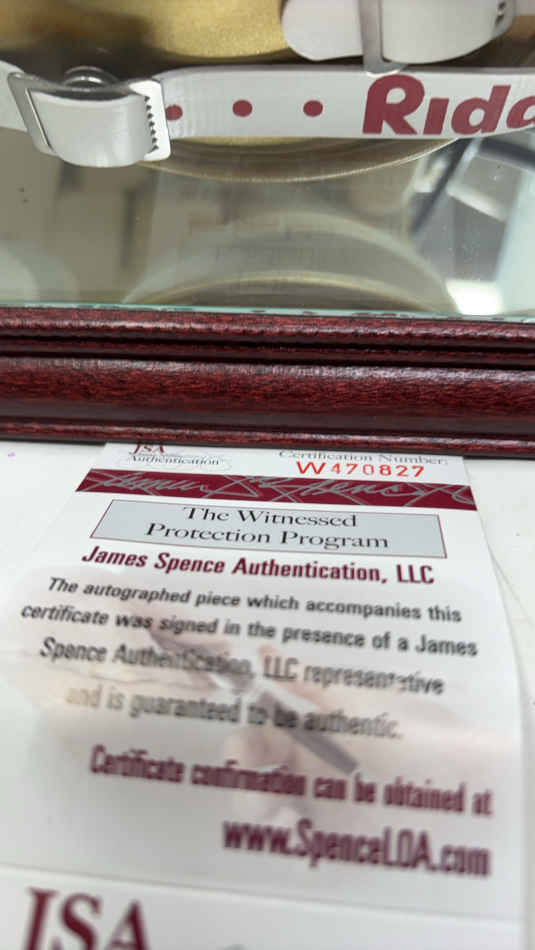 Ridd
JSA
Authentication
Certification Number:
W470827
The Witnessed
Protection Program
James Spence Authentication, LLC
The autographed piece which accompanies this
certificate was signed in the presence of a James
Spence Authentication, LLC representative
and is guaranteed to be authentic.
Certificate confirmation can be obtained at
www.SpenceLOA.com
JSA